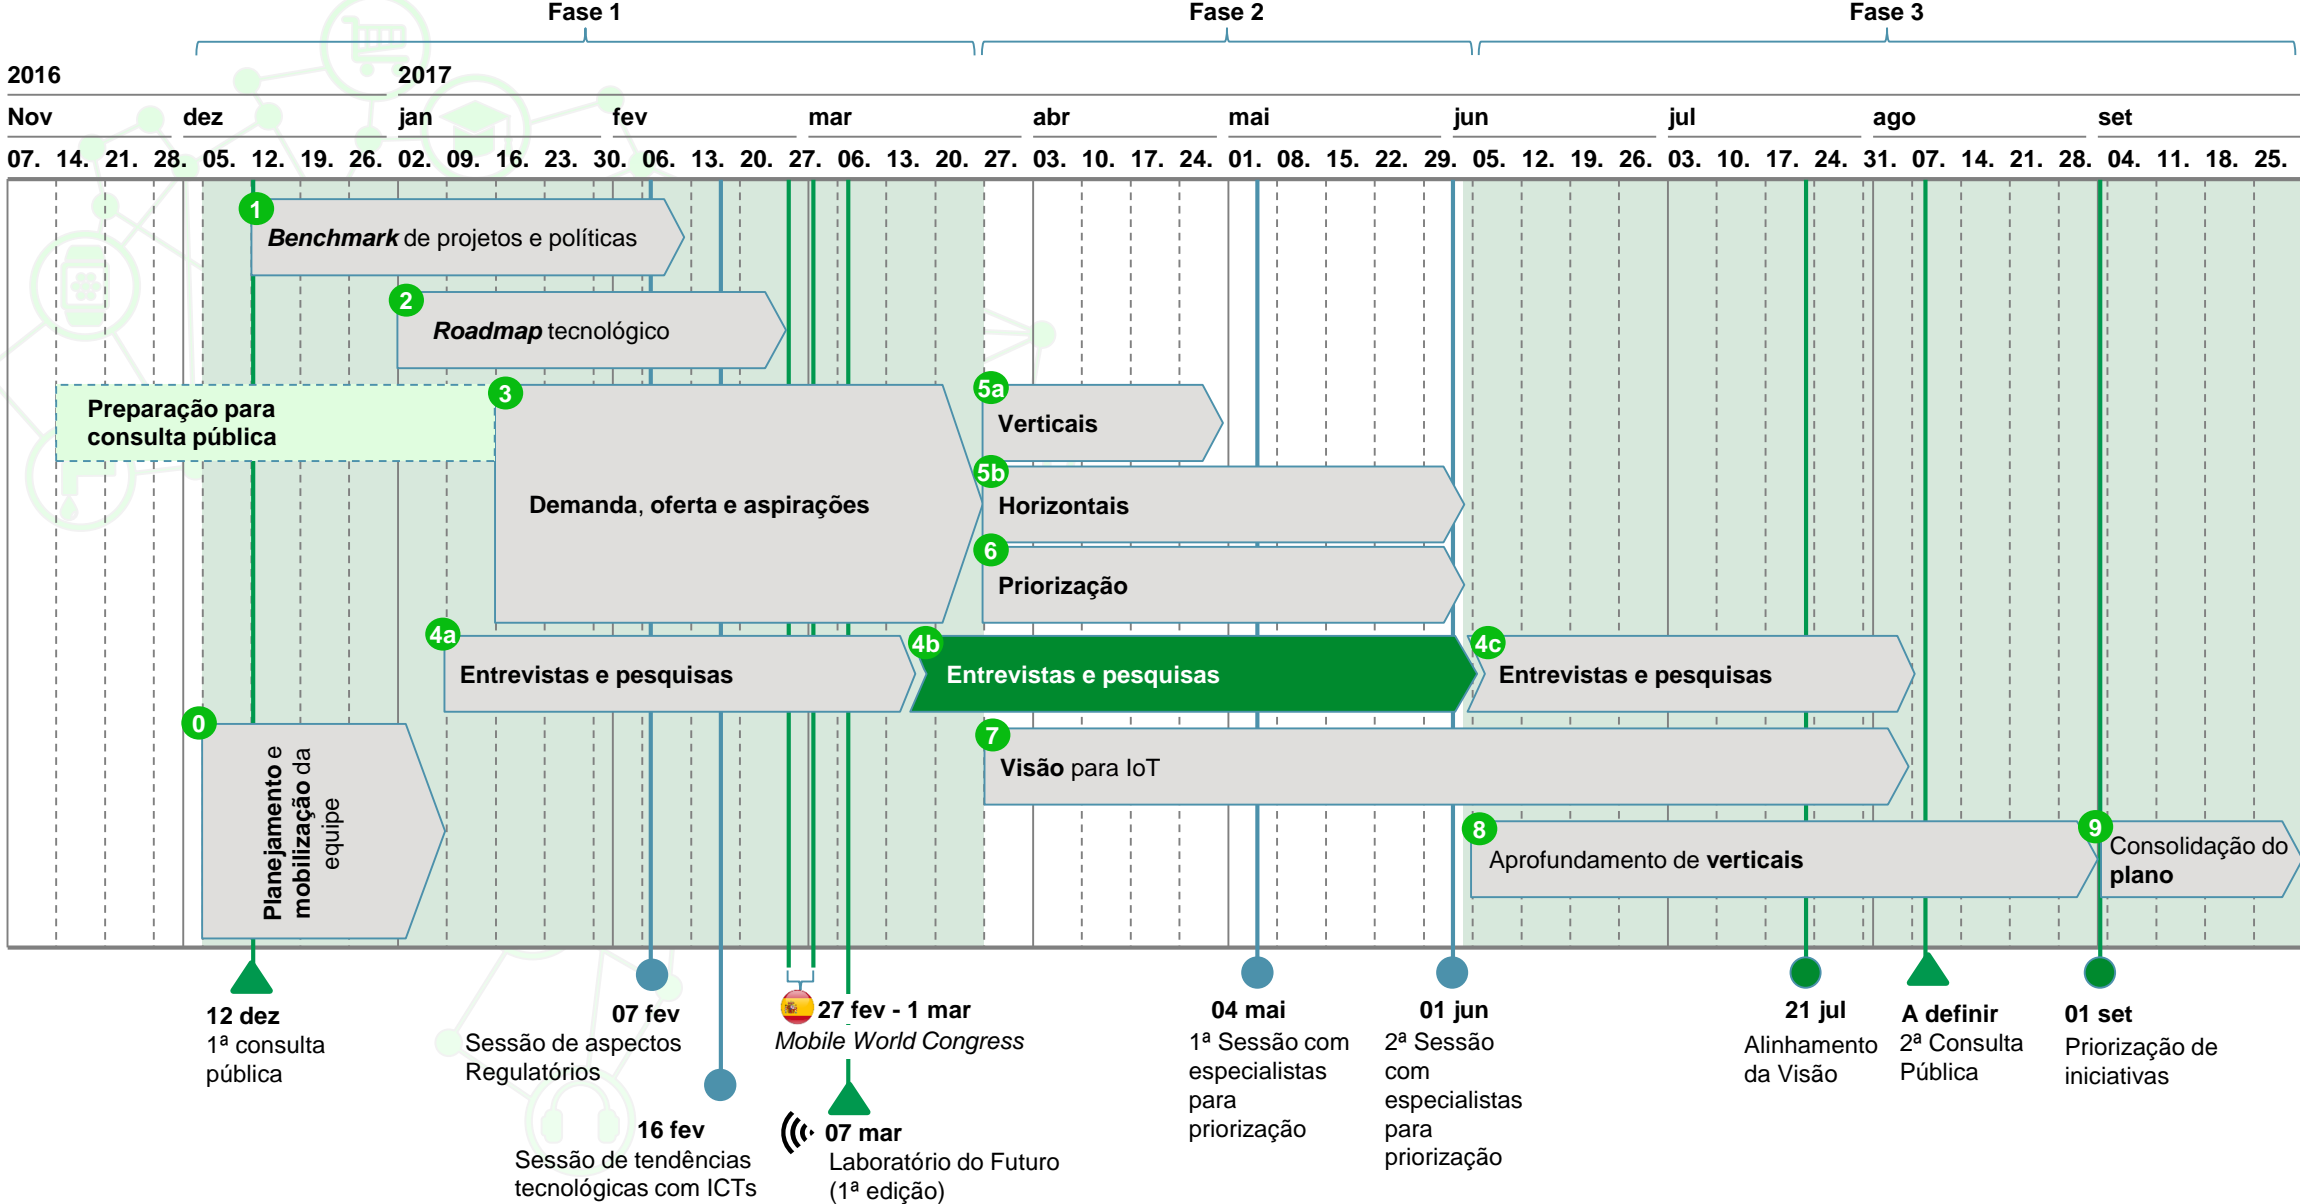 Fase 1
Fase 2
Fase 3
2016
2017
Nov
dez
jan
fev
mar
abr
mai
jun
jul
ago
set
07. 14. 21. 28. 05. 12. 19. 26. 02. 09. 16. 23. 30. 06. 13. 20. 27. 06. 13. 20. 27. 03. 10. 17. 24. 01. 08. 15. 22. 29. 05. 12. 19. 26. 03. 10. 17. 24. 31. 07. 14. 21. 28. 04. 11. 18. 25.
1
Benchmark de projetos e políticas
2
Roadmap tecnológico
Preparação para
consulta pública
3
Demanda, oferta e aspirações
5a
Verticais
5b
Horizontais
6
Priorização
4a
Entrevistas e pesquisas
4b
Entrevistas e pesquisas
4c
Entrevistas e pesquisas
0
Planejamento e
mobilização da
equipe
7
Visão para IoT
8
Aprofundamento de verticais
9
Consolidação do
plano
12 dez
1ª consulta
pública
07 fev
Sessão de aspectos
Regulatórios
16 fev
Sessão de tendências
tecnológicas com ICTs
27 fev - 1 mar
Mobile World Congress
07 mar
Laboratório do Futuro
(1ª edição)
04 mai
1ª Sessão com
especialistas
para
priorização
01 jun
2ª Sessão
com
especialistas
para
priorização
21 jul
Alinhamento
da Visão
A definir
2ª Consulta
Pública
01 set
Priorização de
iniciativas